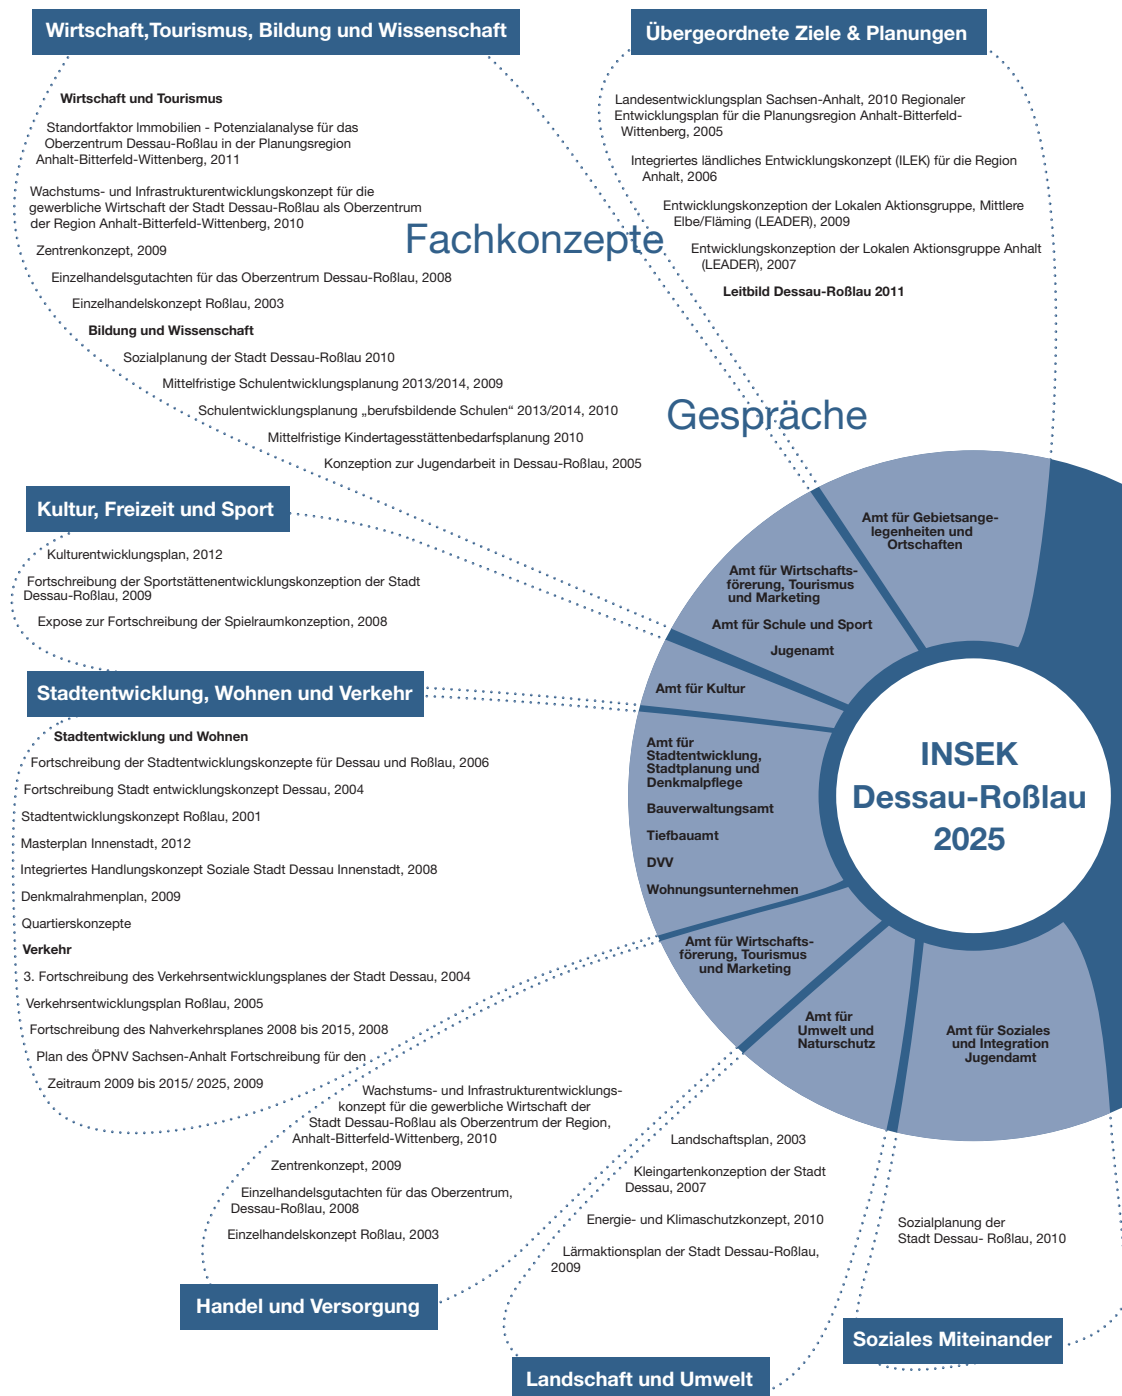 Wirtschaft,Tourismus, Bildung und Wissenschaft
Wirtschaft und Tourismus
Standortfaktor Immobilien - Potenzialanalyse für das
Oberzentrum Dessau-Roßlau in der Planungsregion
Anhalt-Bitterfeld-Wittenberg, 2011
Wachstums- und Infrastrukturentwicklungskonzept für die
gewerbliche Wirtschaft der Stadt Dessau-Roßlau als Oberzentrum
der Region Anhalt-Bitterfeld-Wittenberg, 2010
Zentrenkonzept, 2009
Einzelhandelsgutachten für das Oberzentrum Dessau-Roßlau, 2008
Einzelhandelskonzept Roßlau, 2003
Bildung und Wissenschaft
Sozialplanung der Stadt Dessau-Roßlau 2010
Mittelfristige Schulentwicklungsplanung 2013/2014, 2009
Schulentwicklungsplanung „berufsbildende Schulen“ 2013/2014, 2010
Mittelfristige Kindertagesstättenbedarfsplanung 2010
Konzeption zur Jugendarbeit in Dessau-Roßlau, 2005
Übergeordnete Ziele & Planungen
Landesentwicklungsplan Sachsen-Anhalt, 2010 Regionaler
Entwicklungsplan für die Planungsregion Anhalt-Bitterfeld-
Wittenberg, 2005
Integriertes ländliches Entwicklungskonzept (ILEK) für die Region
Anhalt, 2006
Entwicklungskonzeption der Lokalen Aktionsgruppe, Mittlere
Elbe/Fläming (LEADER), 2009
Entwicklungskonzeption der Lokalen Aktionsgruppe Anhalt
(LEADER), 2007
Leitbild Dessau-Roßlau 2011
Fachkonzepte
Gespräche
Kultur, Freizeit und Sport
Kulturentwicklungsplan, 2012
Fortschreibung der Sportstättenentwicklungskonzeption der Stadt
Dessau-Roßlau, 2009
Expose zur Fortschreibung der Spielraumkonzeption, 2008
Stadtentwicklung, Wohnen und Verkehr
Stadtentwicklung und Wohnen
Fortschreibung der Stadtentwicklungskonzepte für Dessau und Roßlau, 2006
Fortschreibung Stadt entwicklungskonzept Dessau, 2004
Stadtentwicklungskonzept Roßlau, 2001
Masterplan Innenstadt, 2012
Integriertes Handlungskonzept Soziale Stadt Dessau Innenstadt, 2008
Denkmalrahmenplan, 2009
Quartierskonzepte
Verkehr
3. Fortschreibung des Verkehrsentwicklungsplanes der Stadt Dessau, 2004
Verkehrsentwicklungsplan Roßlau, 2005
Fortschreibung des Nahverkehrsplanes 2008 bis 2015, 2008
Plan des ÖPNV Sachsen-Anhalt Fortschreibung für den
Zeitraum 2009 bis 2015/ 2025, 2009
Amt für Gebietsange-
legenheiten und
Ortschaften
Amt für Wirtschafts-
förerung, Tourismus
und Marketing
Amt für Schule und Sport
Jugenamt
Amt für Kultur
Amt für
Stadtentwicklung,
Stadtplanung und
Denkmalpflege
Bauverwaltungsamt
Tiefbauamt
DVV
Wohnungsunternehmen
Amt für Wirtschafts-
förerung, Tourismus
und Marketing
Amt für
Umwelt und
Naturschutz
Amt für Soziales
und Integration
Jugendamt
INSEK
Dessau-Roßlau
2025
Wachstums- und Infrastrukturentwicklungs-
konzept für die gewerbliche Wirtschaft der
Stadt Dessau-Roßlau als Oberzentrum der Region,
Anhalt-Bitterfeld-Wittenberg, 2010
Zentrenkonzept, 2009
Einzelhandelsgutachten für das Oberzentrum,
Dessau-Roßlau, 2008
Einzelhandelskonzept Roßlau, 2003
Handel und Versorgung
Landschaftsplan, 2003
Kleingartenkonzeption der Stadt
Dessau, 2007
Energie- und Klimaschutzkonzept, 2010
Lärmaktionsplan der Stadt Dessau-Roßlau,
2009
Landschaft und Umwelt
Sozialplanung der
Stadt Dessau- Roßlau, 2010
Soziales Miteinander